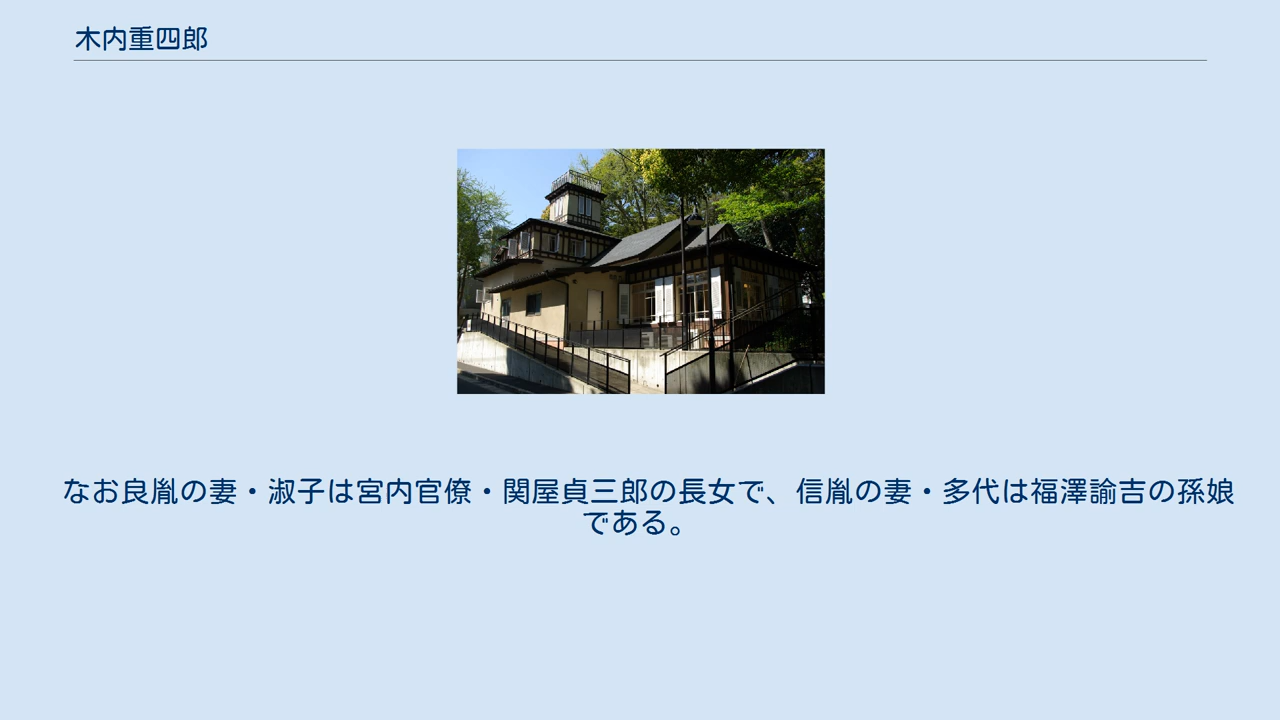 木内重四郎
なお良胤の妻・淑子は宮内官僚・関屋貞三郎の長女で、信胤の妻・多代は福澤諭吉の孫娘
である。